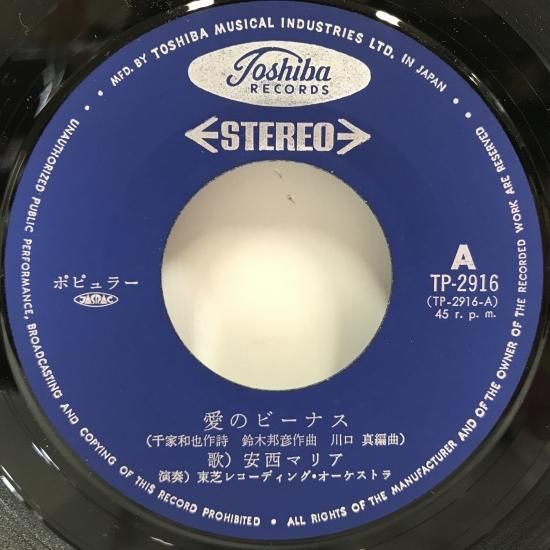 MFD. BY TOSHIBA MUSICAL INDUSTRIES LTD. IN JAPAN
Toshiba
RECORDS
STEREO
ポピュラー
JASRAC
A
TP-2916
(TP-2916-A)
45 r. p. m.
愛のビーナス
(千家和也作詩 鈴木邦彦作曲 川口 真編曲)
歌) 安西マリア
演奏) 東芝レコーディング・オーケストラ
UNAUTHORIZED PUBLIC PERFORMANCE, BROADCASTING AND COPYING OF THIS RECORD PROHIBITED • ALL RIGHTS OF THE MANUFACTURER AND OF THE OWNER OF THE RECORDED WORK ARE RESERVED